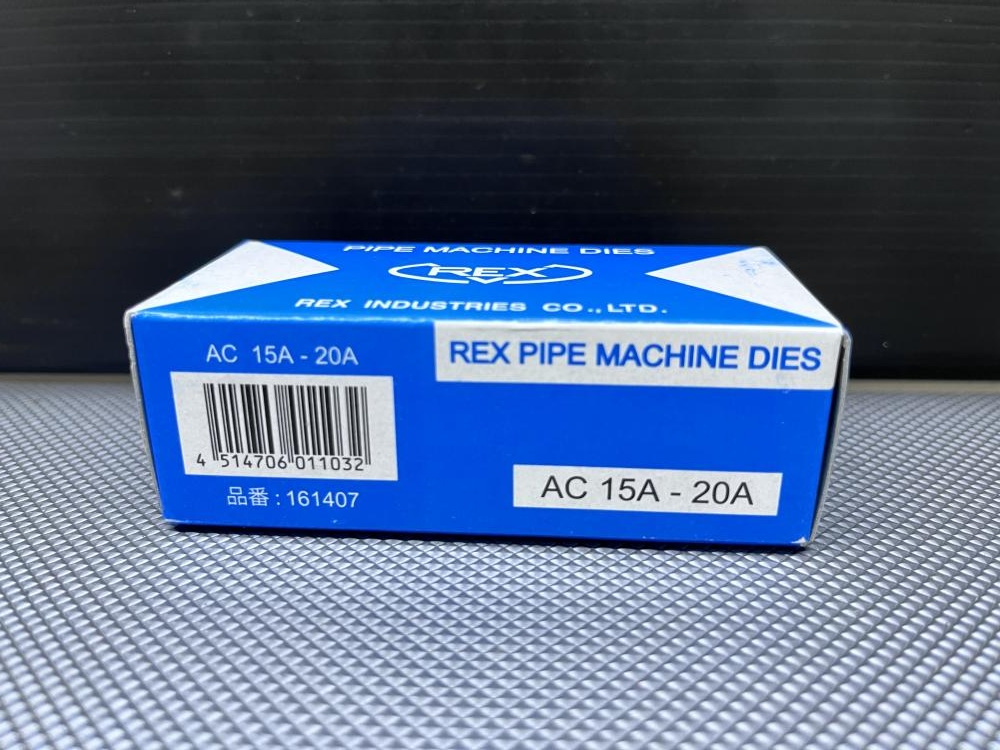 PIPE MACHINE DIES
REX
REX INDUSTRIES CO.,LTD.
AC 15A - 20A
4 514706 011032
品番 : 161407
REX PIPE MACHINE DIES
AC 15A - 20A